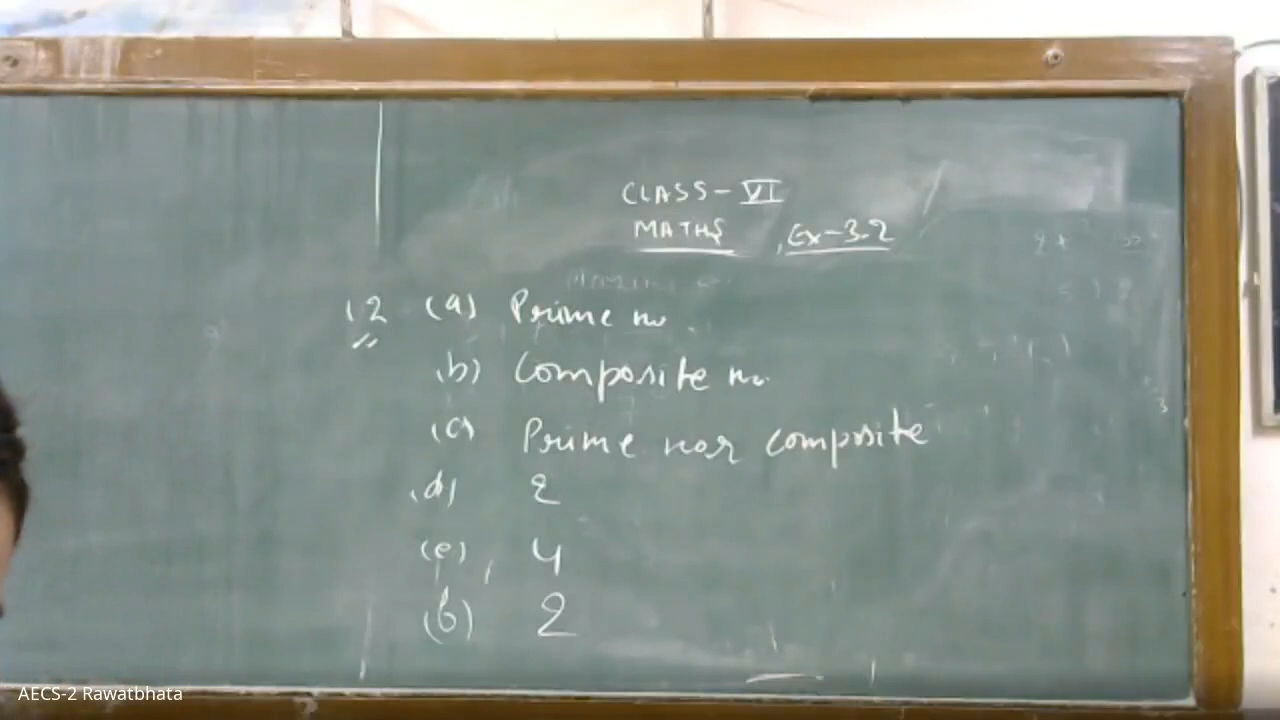 CLASS-VI
MATHS , Ex-3.2
12 (a) Prime no.
(b) Composite no.
(c) Prime nor composite
(d) 2
(e) 4
(f) 2
AECS-2 Rawatbhata